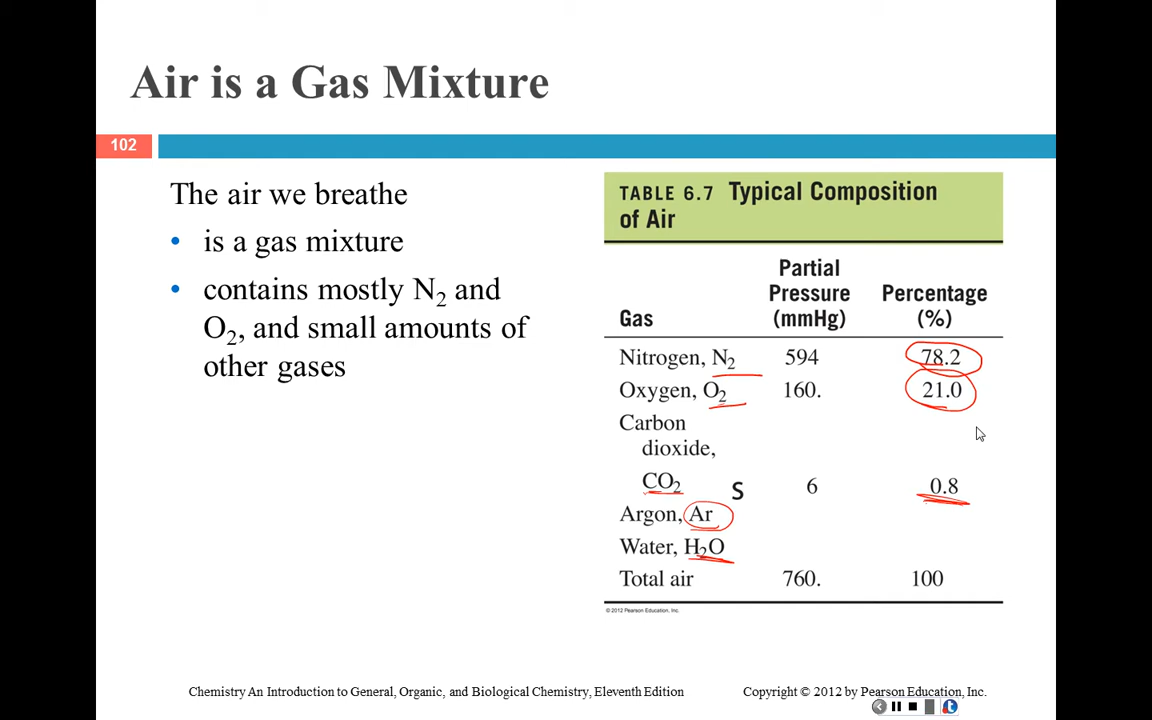 Air is a Gas Mixture
102
The air we breathe
• is a gas mixture
• contains mostly N₂ and
O₂, and small amounts of
other gases
TABLE 6.7 Typical Composition
of Air
Partial
Pressure Percentage
Gas (mmHg) (%)
Nitrogen, N₂ 594 78.2
Oxygen, O₂ 160. 21.0
Carbon
dioxide,
CO₂ S 6 0.8
Argon, Ar
Water, H₂O
Total air 760. 100
© 2012 Pearson Education, Inc.
Chemistry An Introduction to General, Organic, and Biological Chemistry, Eleventh Edition
Copyright © 2012 by Pearson Education, Inc.
t